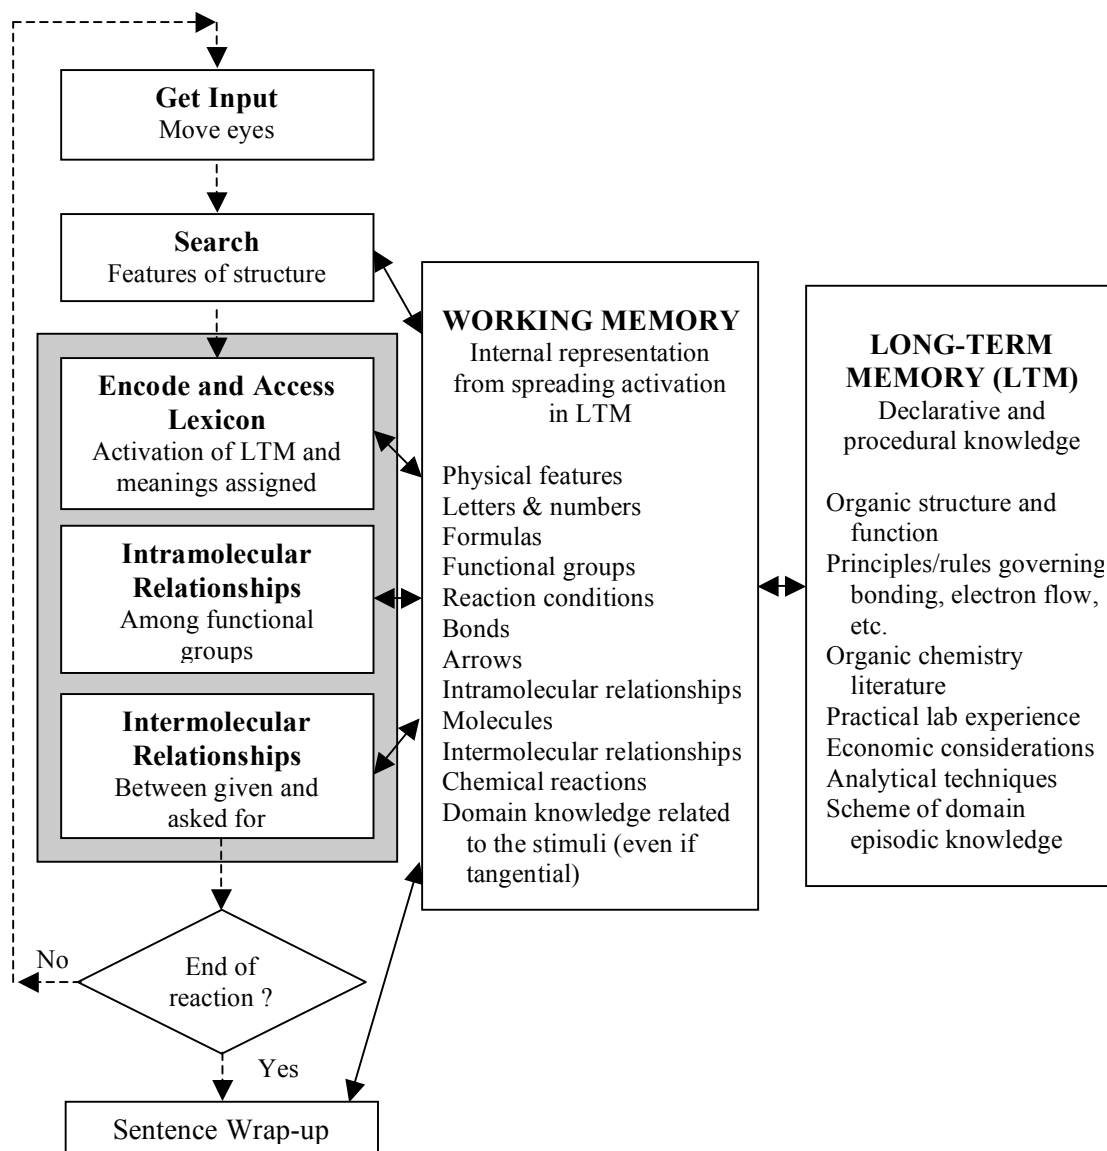 Get Input
Move eyes
Search
Features of structure
Encode and Access
Lexicon
Activation of LTM and
meanings assigned
Intramolecular
Relationships
Among functional
groups
Intermolecular
Relationships
Between given and
asked for
No
End of
reaction ?
Yes
Sentence Wrap-up
WORKING MEMORY
Internal representation
from spreading activation
in LTM
Physical features
Letters & numbers
Formulas
Functional groups
Reaction conditions
Bonds
Arrows
Intramolecular relationships
Molecules
Intermolecular relationships
Chemical reactions
Domain knowledge related
to the stimuli (even if
tangential)
LONG-TERM
MEMORY (LTM)
Declarative and
procedural knowledge
Organic structure and
function
Principles/rules governing
bonding, electron flow,
etc.
Organic chemistry
literature
Practical lab experience
Economic considerations
Analytical techniques
Scheme of domain
episodic knowledge